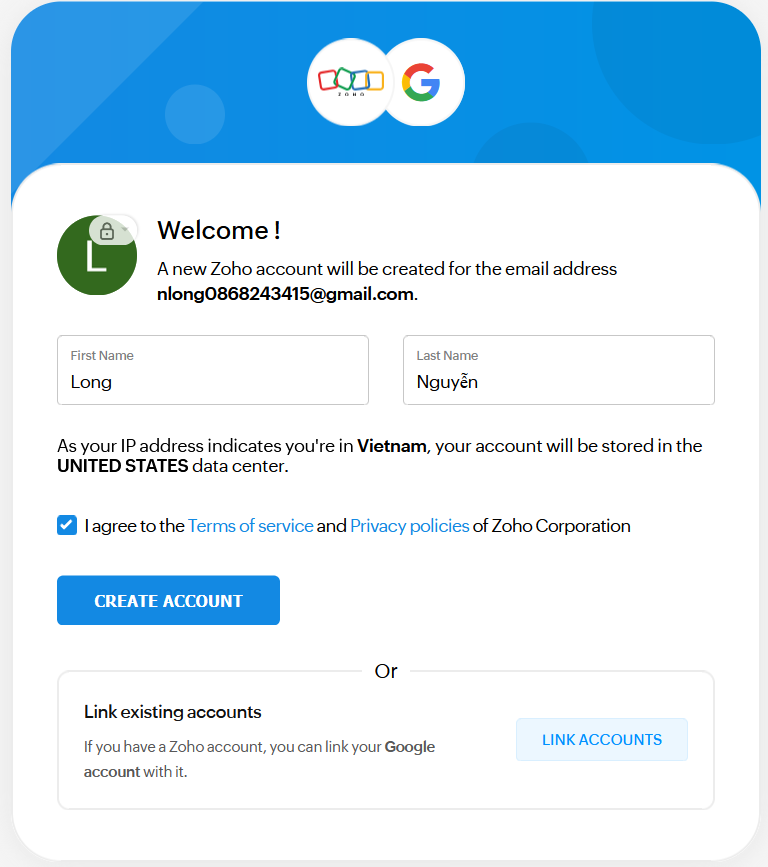 ZOHO
L
Welcome !
A new Zoho account will be created for the email address
nlong0868243415@gmail.com.
First Name
Last Name
Long
Nguyễn
As your IP address indicates you're in Vietnam, your account will be stored in the
UNITED STATES data center.
I agree to the Terms of service and Privacy policies of Zoho Corporation
CREATE ACCOUNT
Or
Link existing accounts
If you have a Zoho account, you can link your Google
account with it.
LINK ACCOUNTS